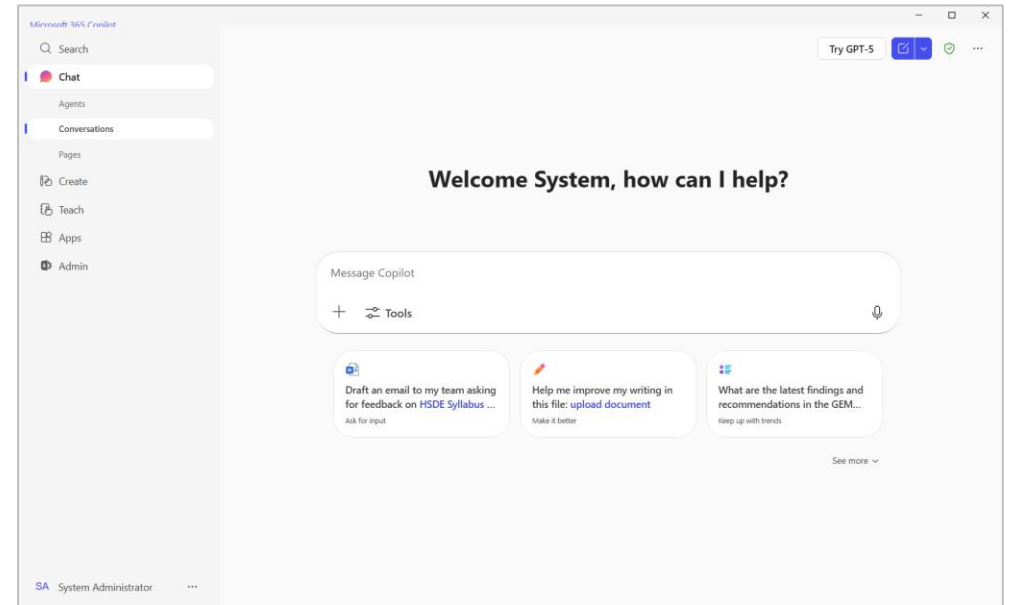 Microsoft 365 Copilot
Search
Chat
Agents
Conversations
Pages
Create
Teach
Apps
Admin
SA System Administrator
Try GPT-5
Welcome System, how can I help?
Message Copilot
Tools
Draft an email to my team asking
for feedback on HSDE Syllabus ...
Ask for input
Help me improve my writing in
this file: upload document
Make it better
What are the latest findings and
recommendations in the GEM...
Keep up with trends
See more